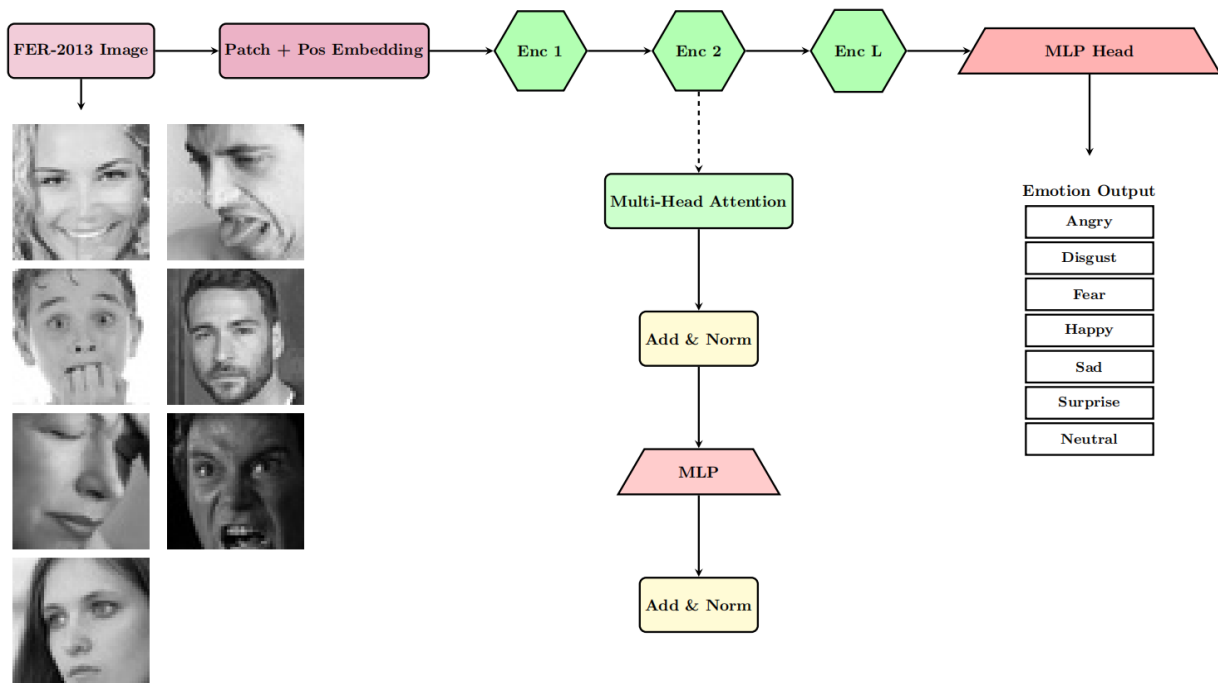 FER-2013 Image
Patch + Pos Embedding
Enc 1
Enc 2
Enc L
MLP Head
Multi-Head Attention
Add & Norm
MLP
Add & Norm
Emotion Output
Angry
Disgust
Fear
Happy
Sad
Surprise
Neutral